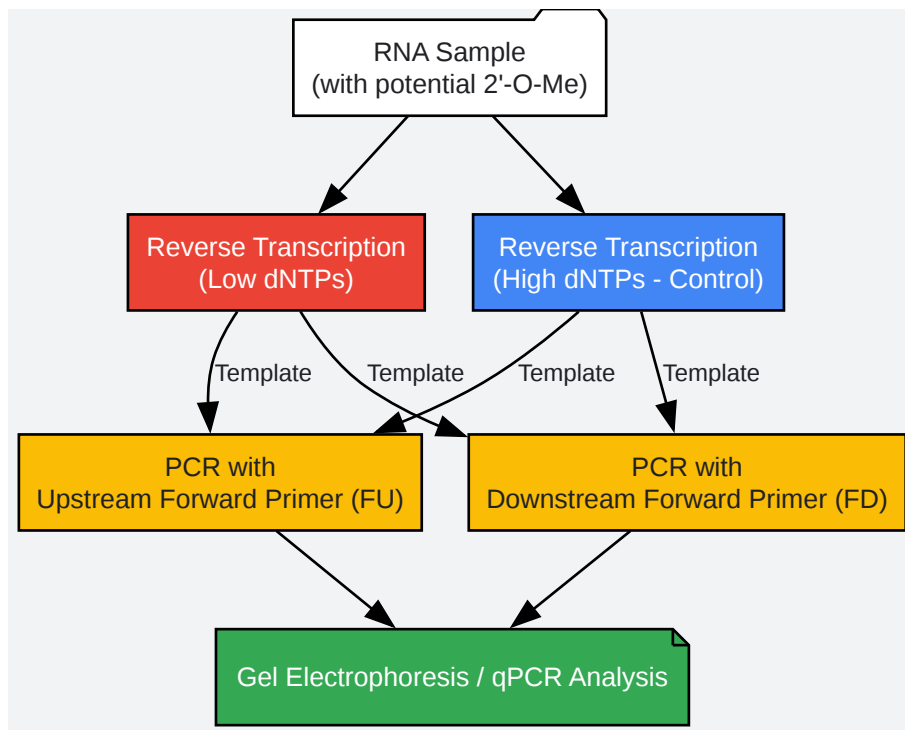 RNA Sample
(with potential 2'-O-Me)
Reverse Transcription
(Low dNTPs)
Reverse Transcription
(High dNTPs - Control)
Template
Template
Template
Template
PCR with
Upstream Forward Primer (FU)
PCR with
Downstream Forward Primer (FD)
Gel Electrophoresis / qPCR Analysis